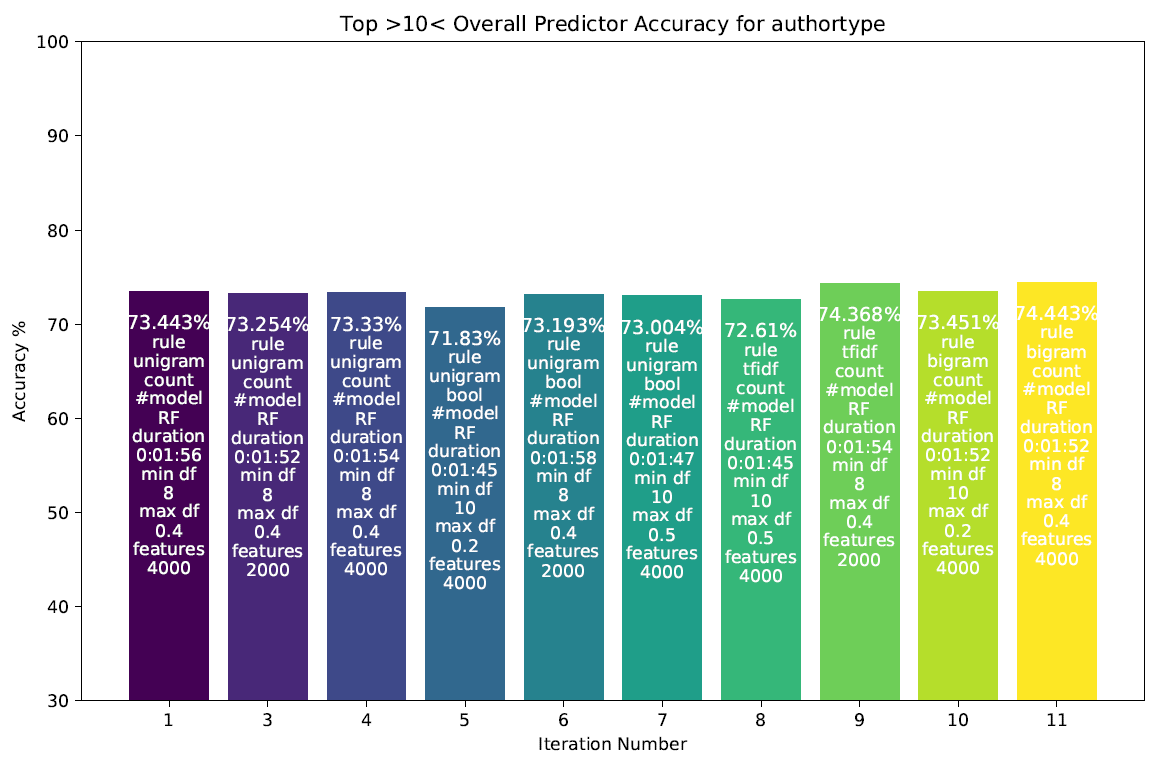 Top >10< Overall Predictor Accuracy for authortype
Accuracy %
100
90
80
70
60
50
40
30
73.443%
rule
unigram
count
#model
RF
duration
0:01:56
min df
8
max df
0.4
features
4000
73.254%
rule
unigram
count
#model
RF
duration
0:01:52
min df
8
max df
0.4
features
2000
73.33%
rule
unigram
count
#model
RF
duration
0:01:54
min df
8
max df
0.4
features
4000
71.83%
rule
unigram
bool
#model
RF
duration
0:01:45
min df
10
max df
0.2
features
4000
73.193%
rule
unigram
bool
#model
RF
duration
0:01:58
min df
8
max df
0.4
features
2000
73.004%
rule
unigram
bool
#model
RF
duration
0:01:47
min df
10
max df
0.5
features
4000
72.61%
rule
tfidf
count
#model
RF
duration
0:01:45
min df
10
max df
0.5
features
4000
74.368%
rule
tfidf
count
#model
RF
duration
0:01:54
min df
8
max df
0.4
features
2000
73.451%
rule
bigram
count
#model
RF
duration
0:01:52
min df
10
max df
0.2
features
4000
74.443%
rule
bigram
count
#model
RF
duration
0:01:52
min df
8
max df
0.4
features
4000
1 3 4 5 6 7 8 9 10 11
Iteration Number